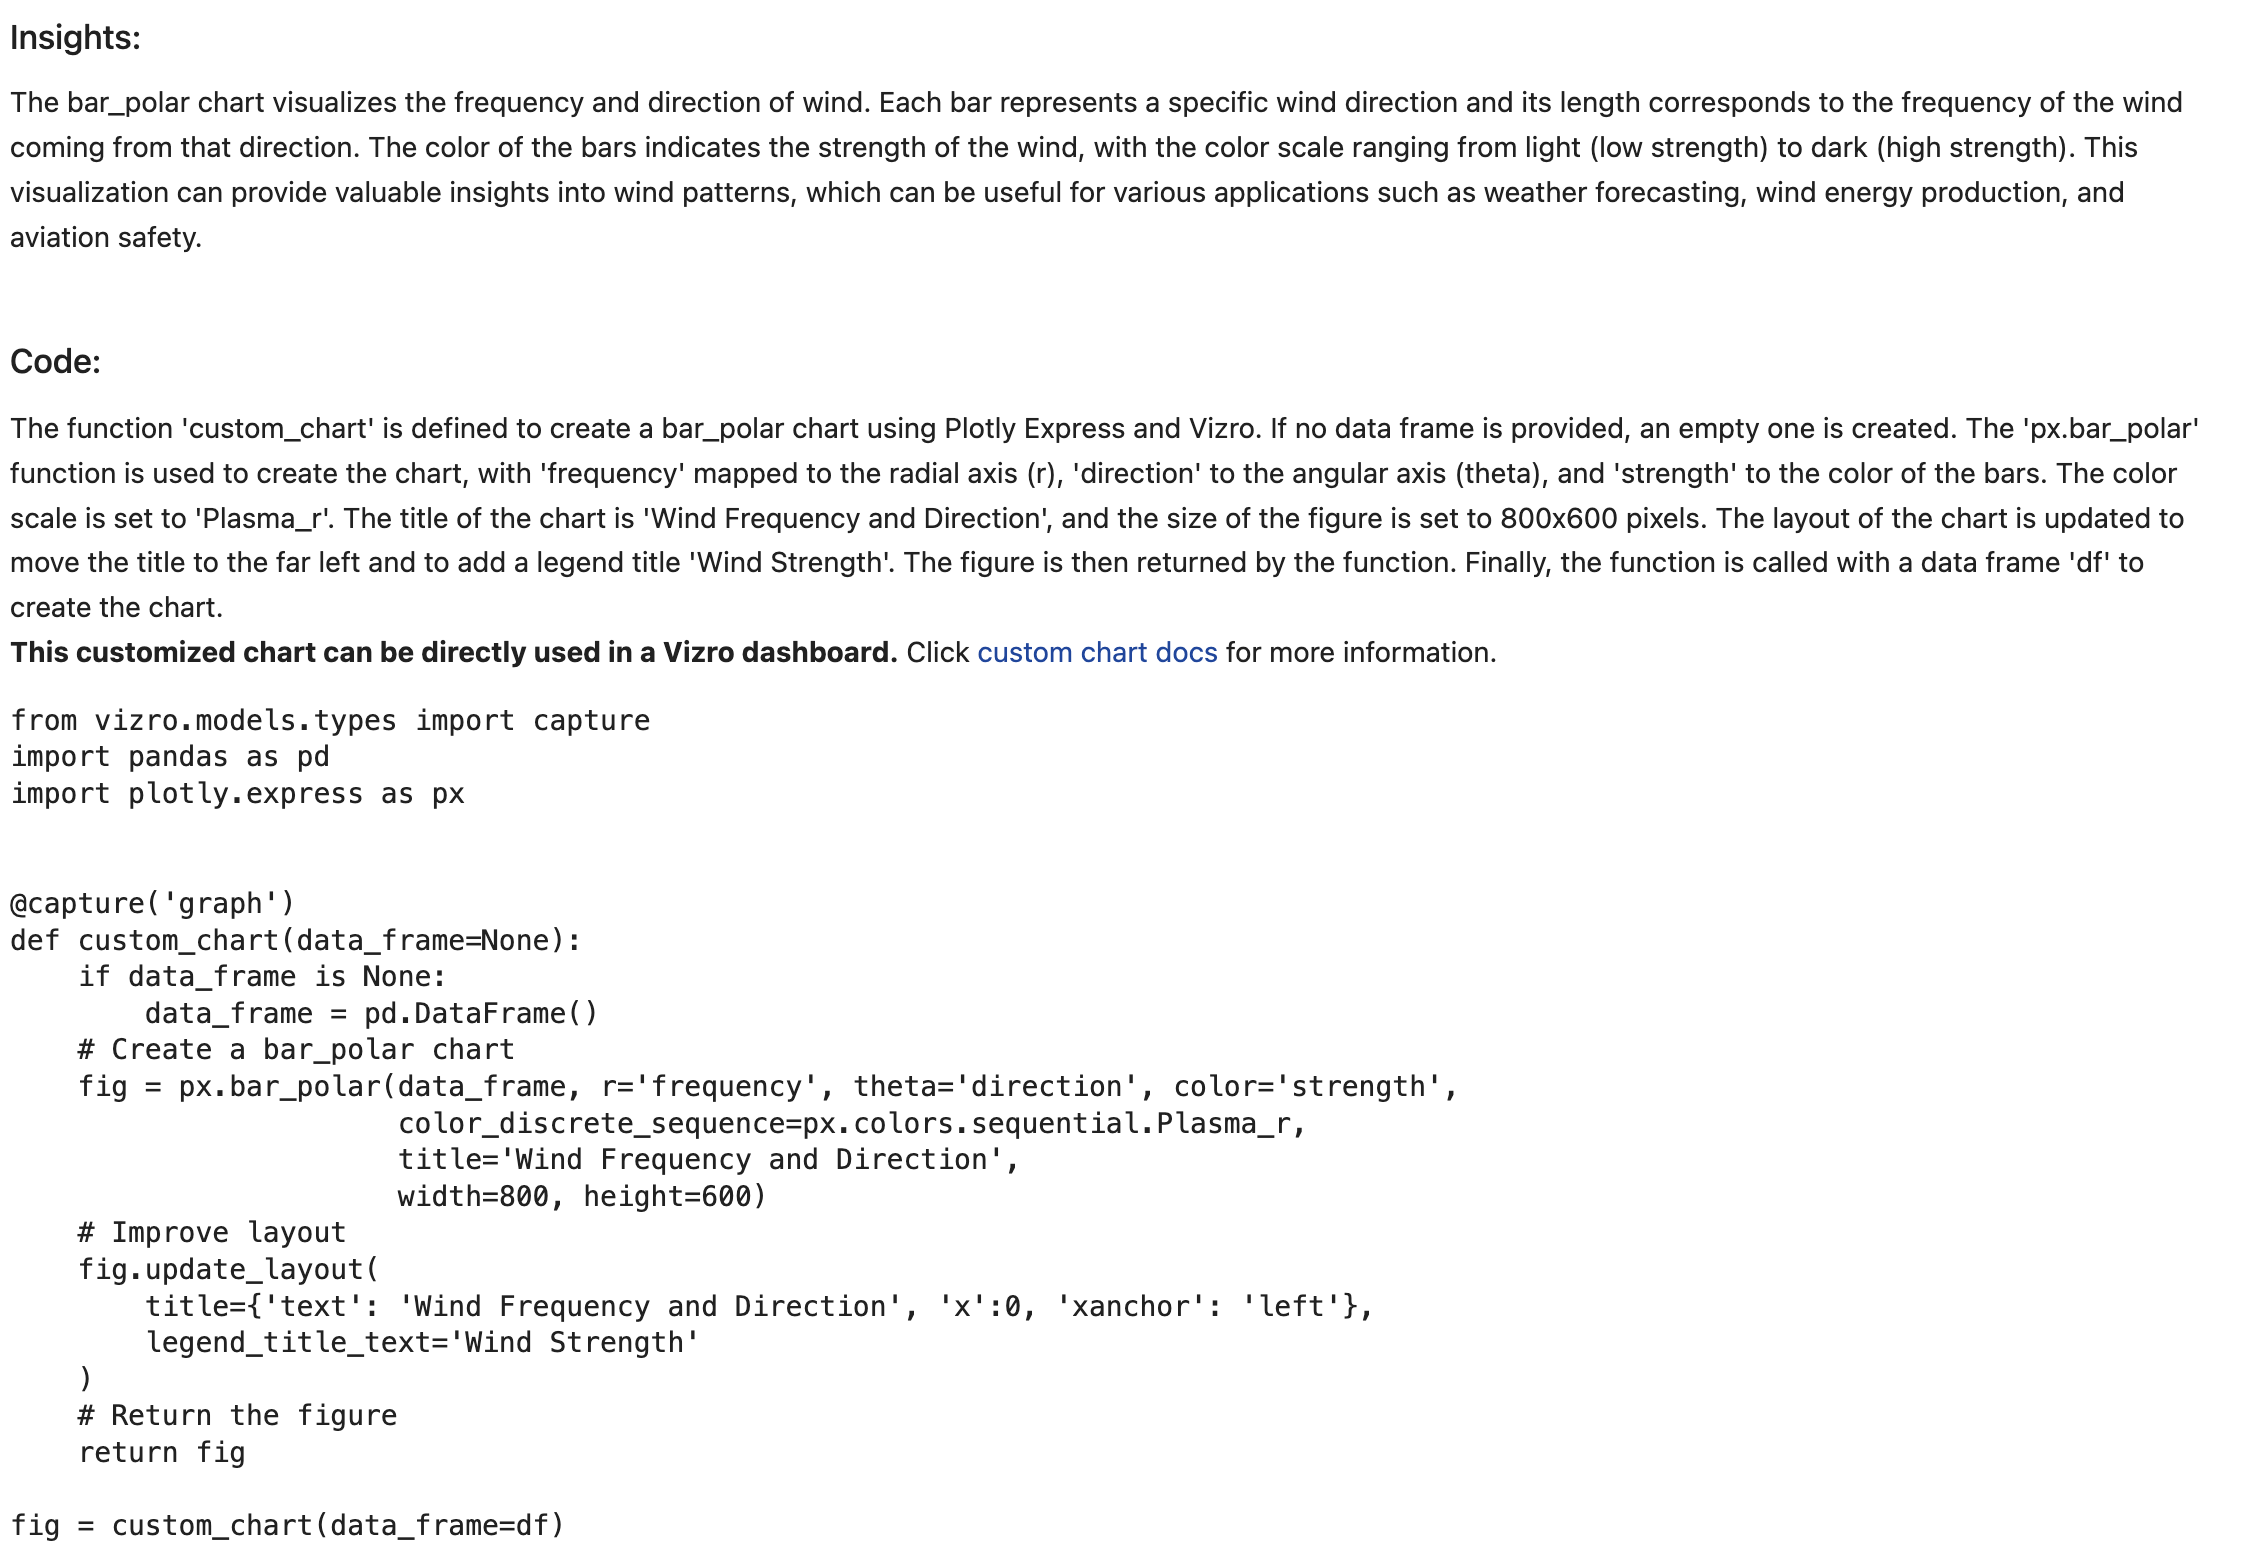 Insights:
The bar_polar chart visualizes the frequency and direction of wind. Each bar represents a specific wind direction and its length corresponds to the frequency of the wind
coming from that direction. The color of the bars indicates the strength of the wind, with the color scale ranging from light (low strength) to dark (high strength). This
visualization can provide valuable insights into wind patterns, which can be useful for various applications such as weather forecasting, wind energy production, and
aviation safety.
Code:
The function 'custom_chart' is defined to create a bar_polar chart using Plotly Express and Vizro. If no data frame is provided, an empty one is created. The 'px.bar_polar'
function is used to create the chart, with 'frequency' mapped to the radial axis (r), 'direction' to the angular axis (theta), and 'strength' to the color of the bars. The color
scale is set to 'Plasma_r'. The title of the chart is 'Wind Frequency and Direction', and the size of the figure is set to 800x600 pixels. The layout of the chart is updated to
move the title to the far left and to add a legend title 'Wind Strength'. The figure is then returned by the function. Finally, the function is called with a data frame 'df' to
create the chart.
This customized chart can be directly used in a Vizro dashboard. Click custom chart docs for more information.
from vizro.models.types import capture
import pandas as pd
import plotly.express as px
@capture('graph')
def custom_chart(data_frame=None):
    if data_frame is None:
        data_frame = pd.DataFrame()
    # Create a bar_polar chart
    fig = px.bar_polar(data_frame, r='frequency', theta='direction', color='strength',
                       color_discrete_sequence=px.colors.sequential.Plasma_r,
                       title='Wind Frequency and Direction',
                       width=800, height=600)
    # Improve layout
    fig.update_layout(
        title={'text': 'Wind Frequency and Direction', 'x':0, 'xanchor': 'left'},
        legend_title_text='Wind Strength'
    )
    # Return the figure
    return fig
fig = custom_chart(data_frame=df)